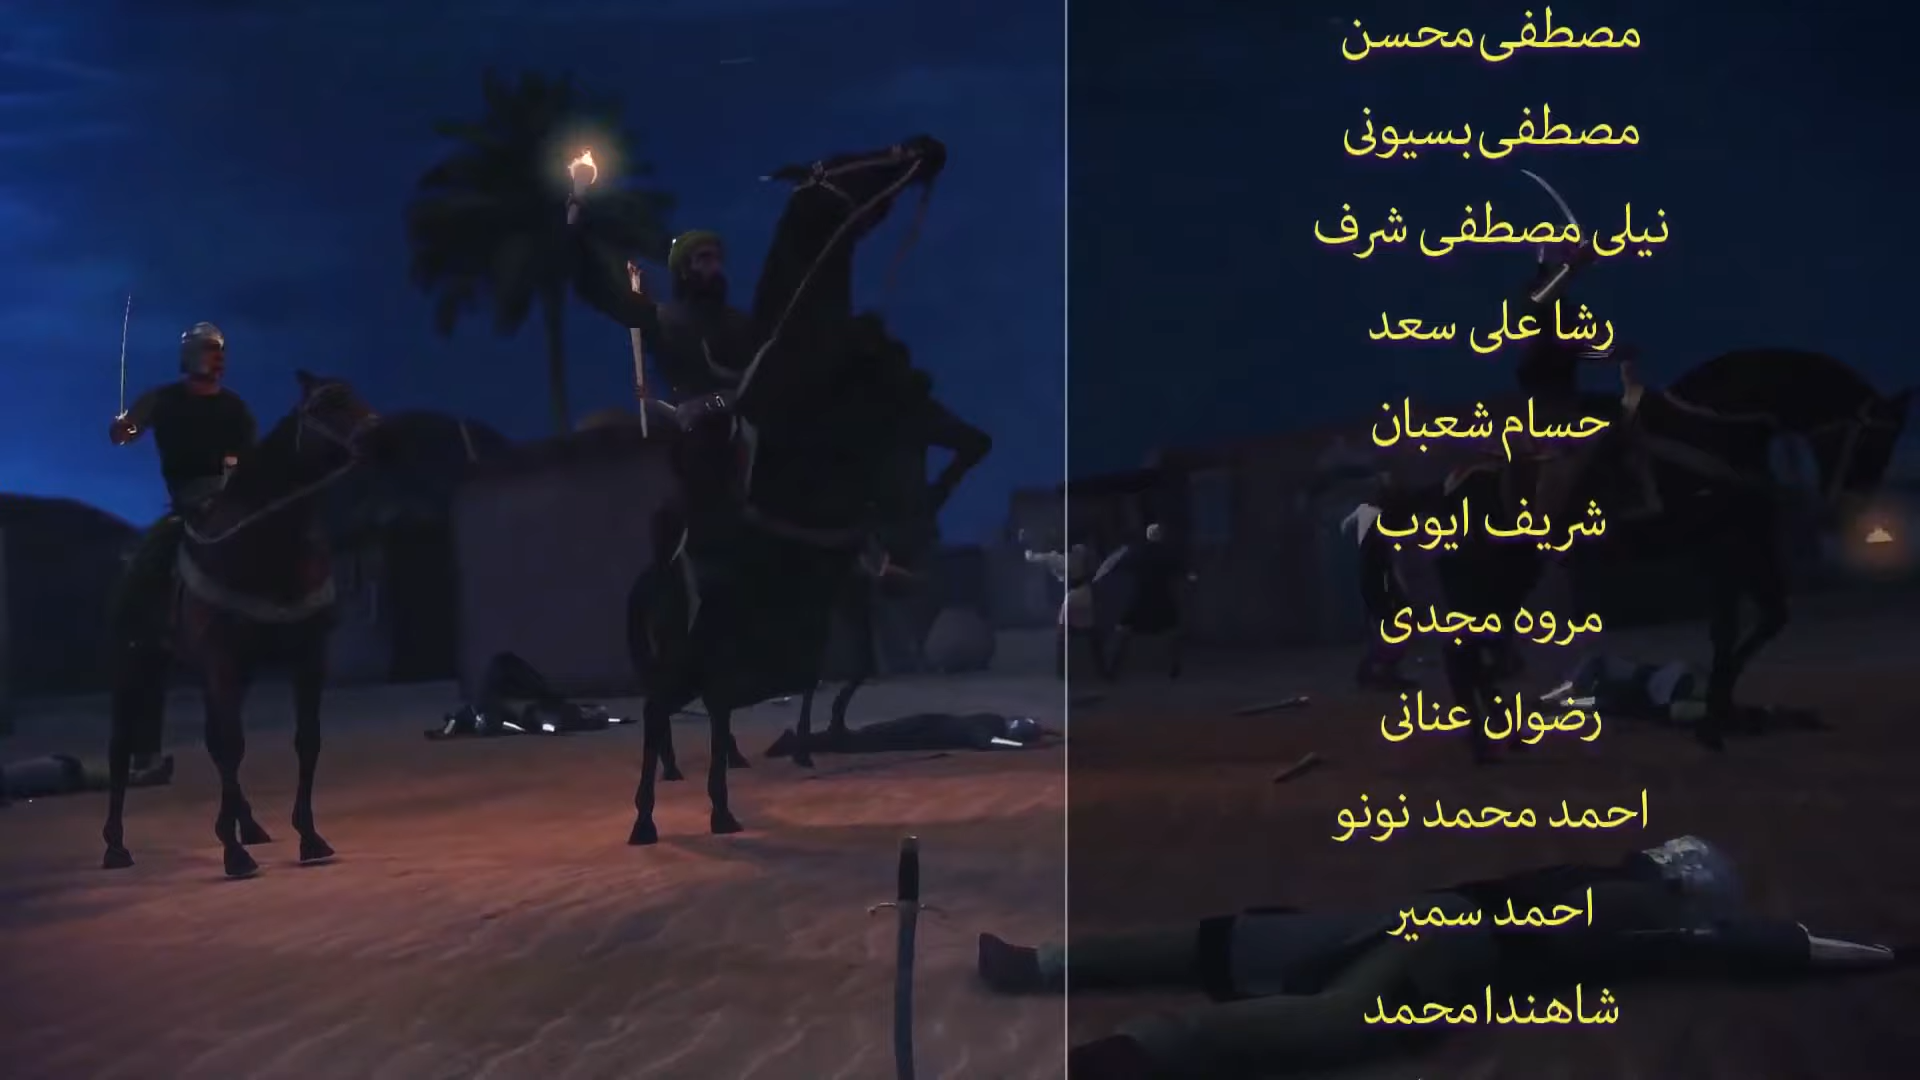 مصطفى محسن
مصطفى بسيونى
نيلى مصطفى شرف
رشا على سعد
حسام شعبان
شريف ايوب
مروه مجدى
رضوان عنانى
احمد محمد نونو
احمد سمير
شاهندا محمد